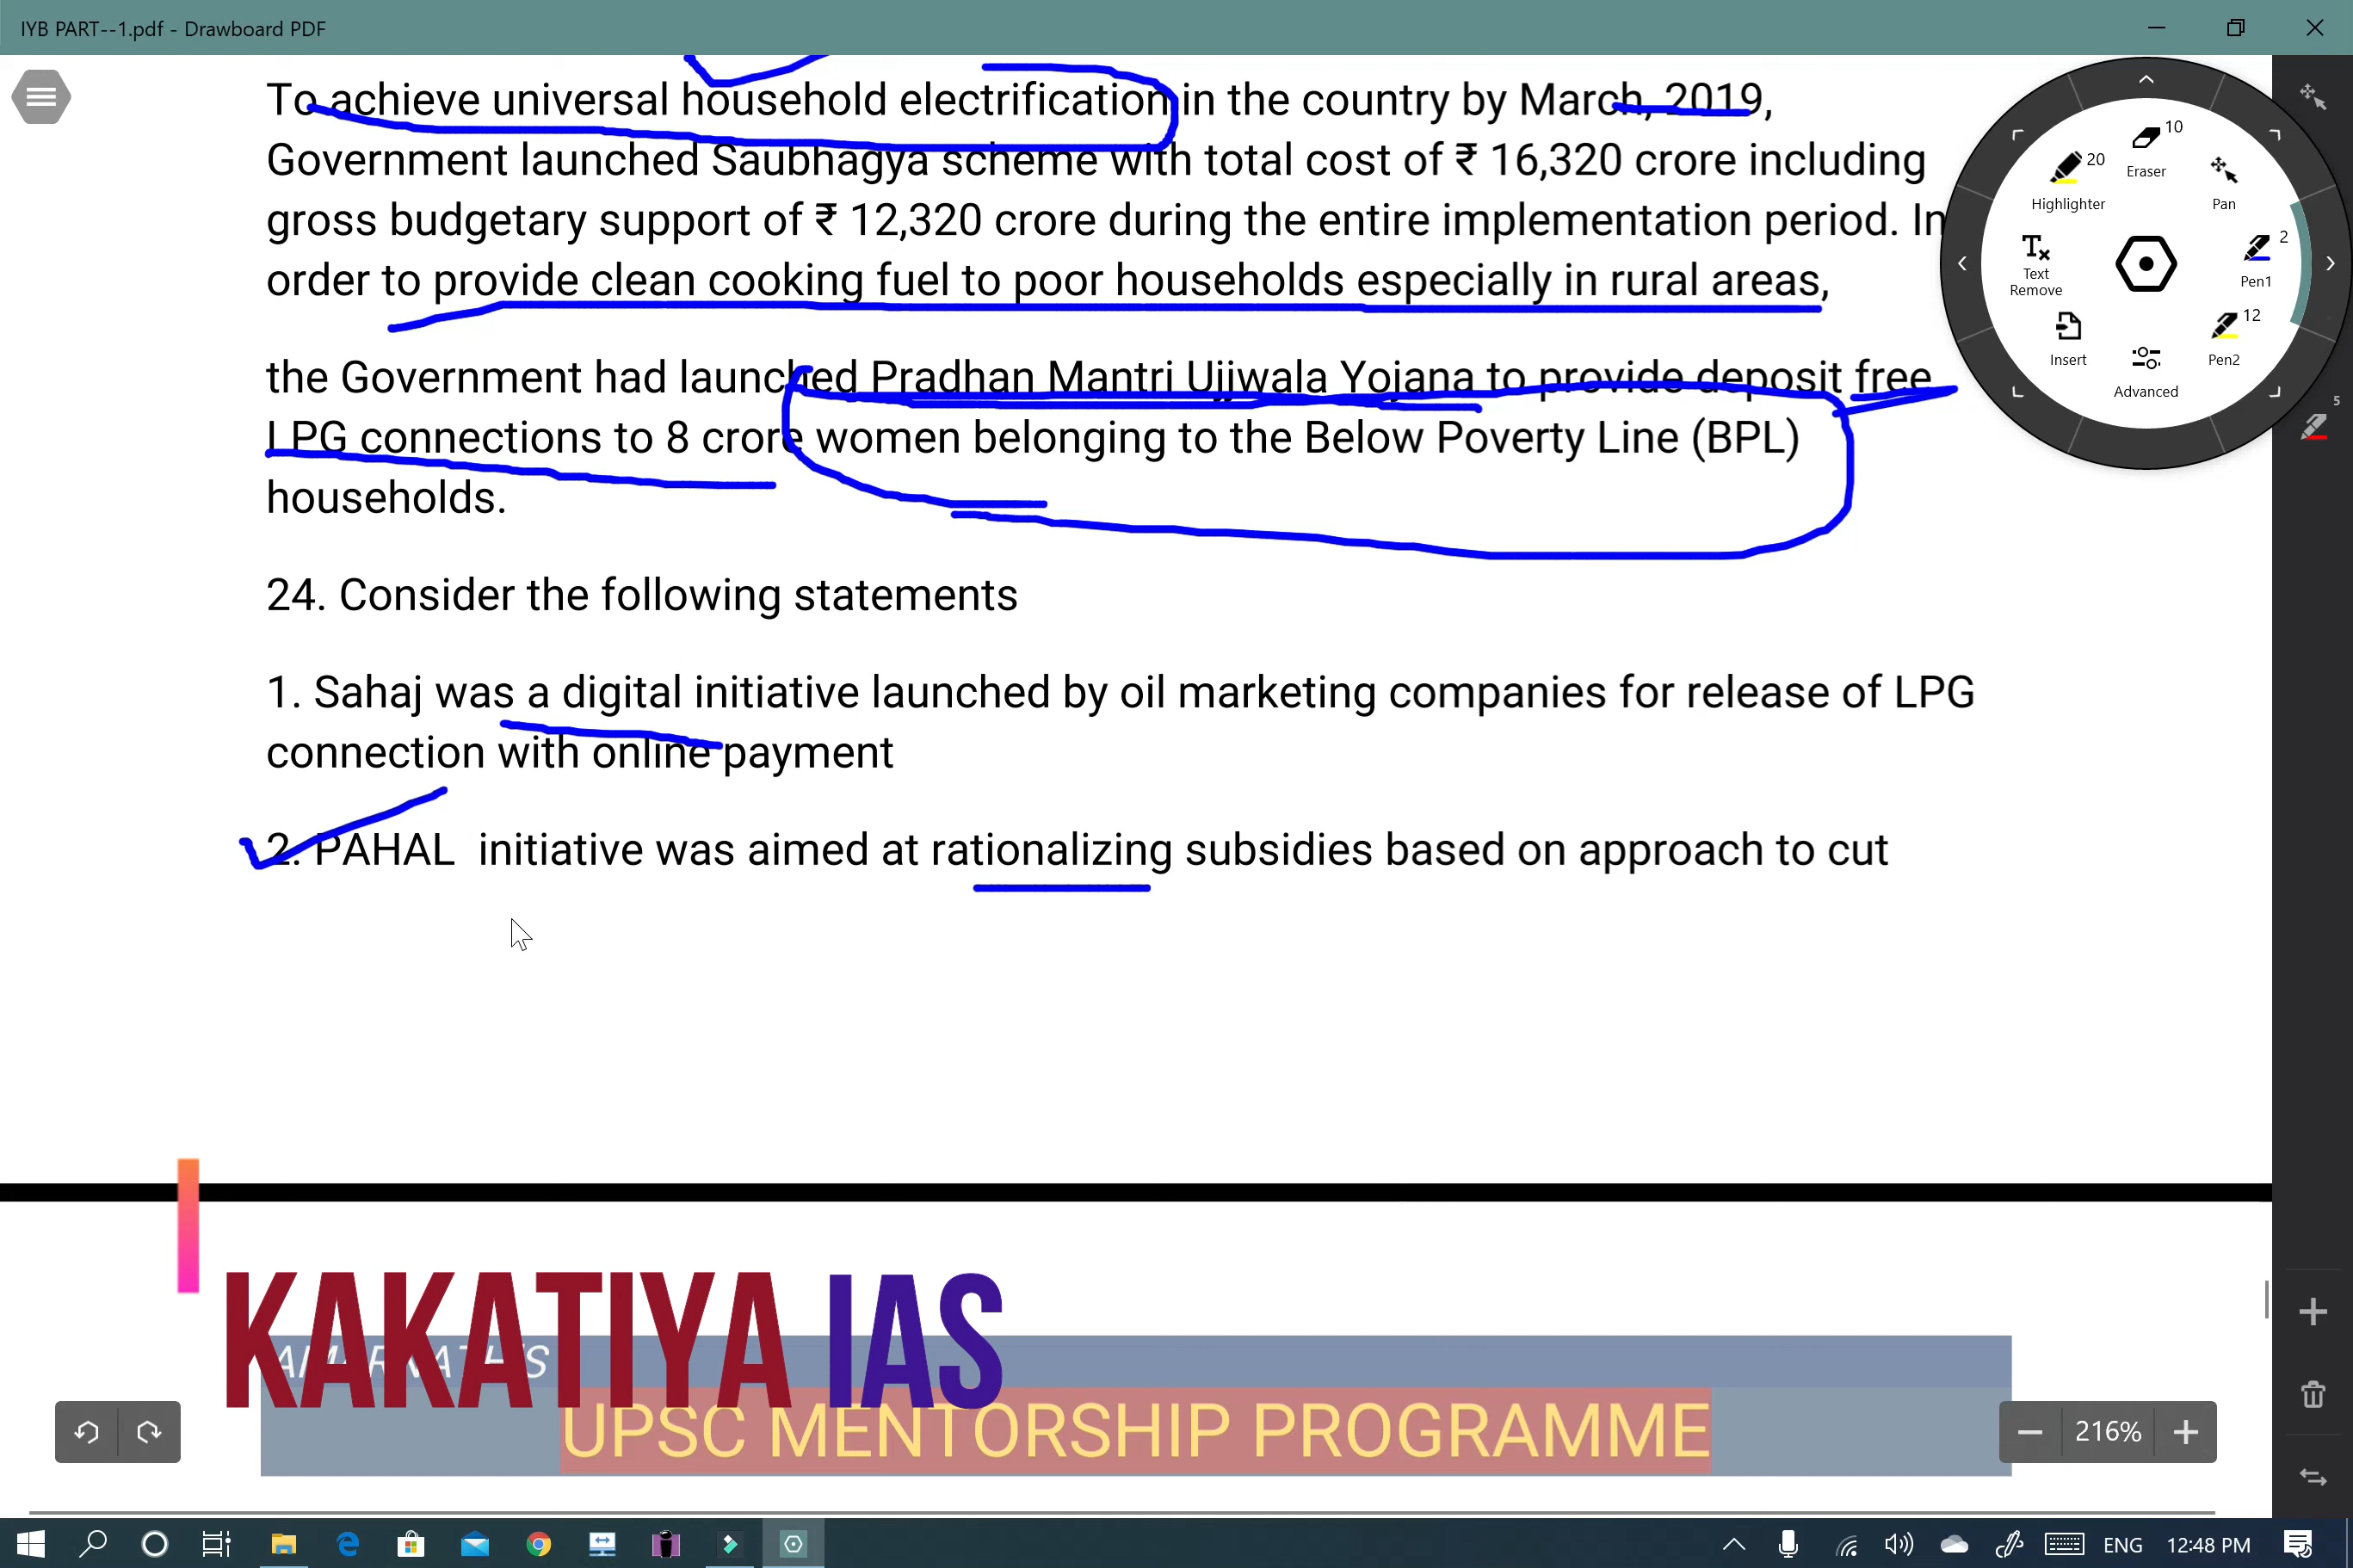 IYB PART--1.pdf - Drawboard PDF
To achieve universal household electrification in the country by March, 2019,
Government launched Saubhagya scheme with total cost of ₹ 16,320 crore including
gross budgetary support of ₹ 12,320 crore during the entire implementation period. In
order to provide clean cooking fuel to poor households especially in rural areas,
the Government had launched Pradhan Mantri Ujjwala Yojana to provide deposit free
LPG connections to 8 crore women belonging to the Below Poverty Line (BPL)
households.
24. Consider the following statements
1. Sahaj was a digital initiative launched by oil marketing companies for release of LPG
connection with online payment
2. PAHAL initiative was aimed at rationalizing subsidies based on approach to cut
10
Eraser
20
Highlighter
Pan
Text
Remove
2
Pen1
Insert
12
Pen2
Advanced
5
KAKATIYA IAS
AMARNATH'S
UPSC MENTORSHIP PROGRAMME
216%
ENG
12:48 PM